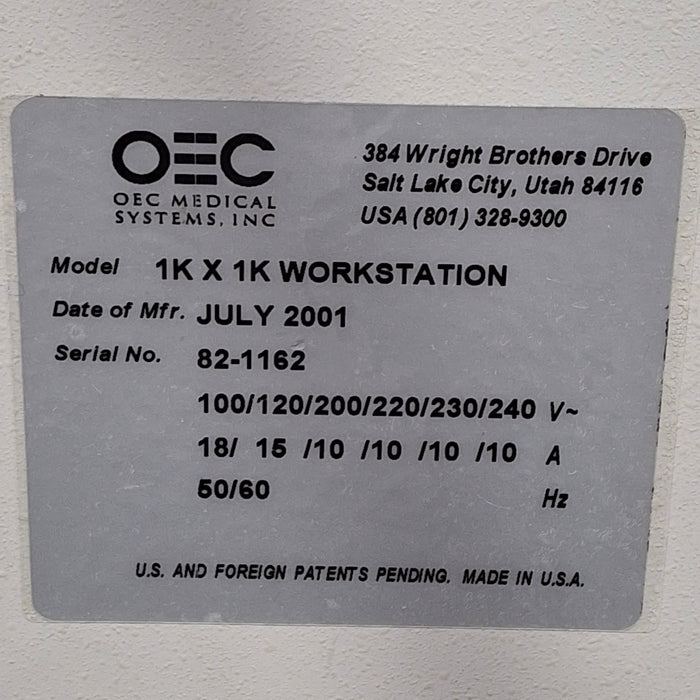 OEC
OEC MEDICAL
SYSTEMS, INC
384 Wright Brothers Drive
Salt Lake City, Utah 84116
USA (801) 328-9300
Model 1K X 1K WORKSTATION
Date of Mfr. JULY 2001
Serial No. 82-1162
100/120/200/220/230/240 V~
18/ 15 /10 /10 /10 /10 A
50/60 Hz
U.S. AND FOREIGN PATENTS PENDING. MADE IN U.S.A.